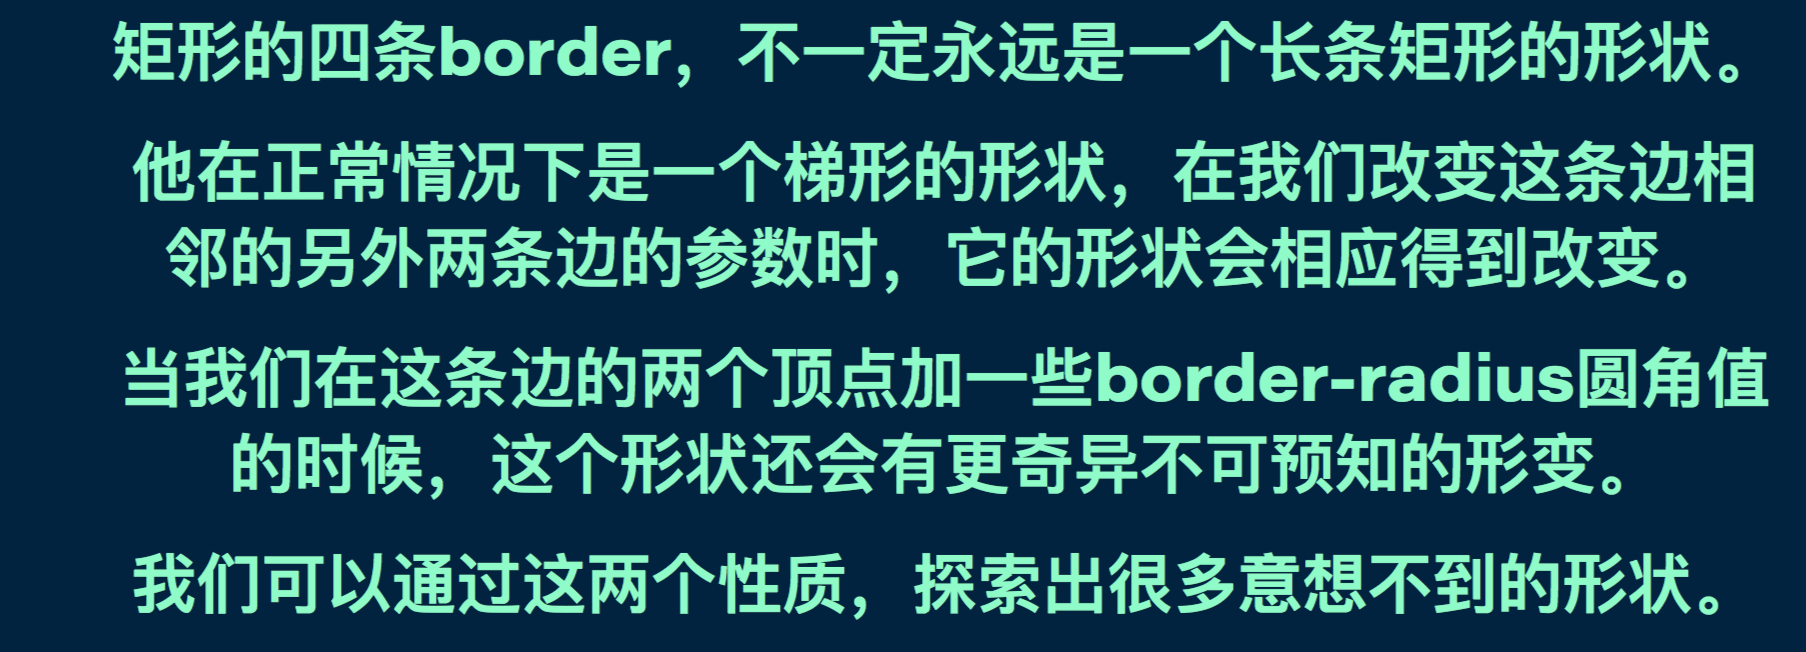 矩形的四条border，不一定永远是一个长条矩形的形状。
他在正常情况下是一个梯形的形状，在我们改变这条边相
邻的另外两条边的参数时，它的形状会相应得到改变。
当我们在这条边的两个顶点加一些border-radius圆角值
的时候，这个形状还会有更奇异不可预知的形变。
我们可以通过这两个性质，探索出很多意想不到的形状。